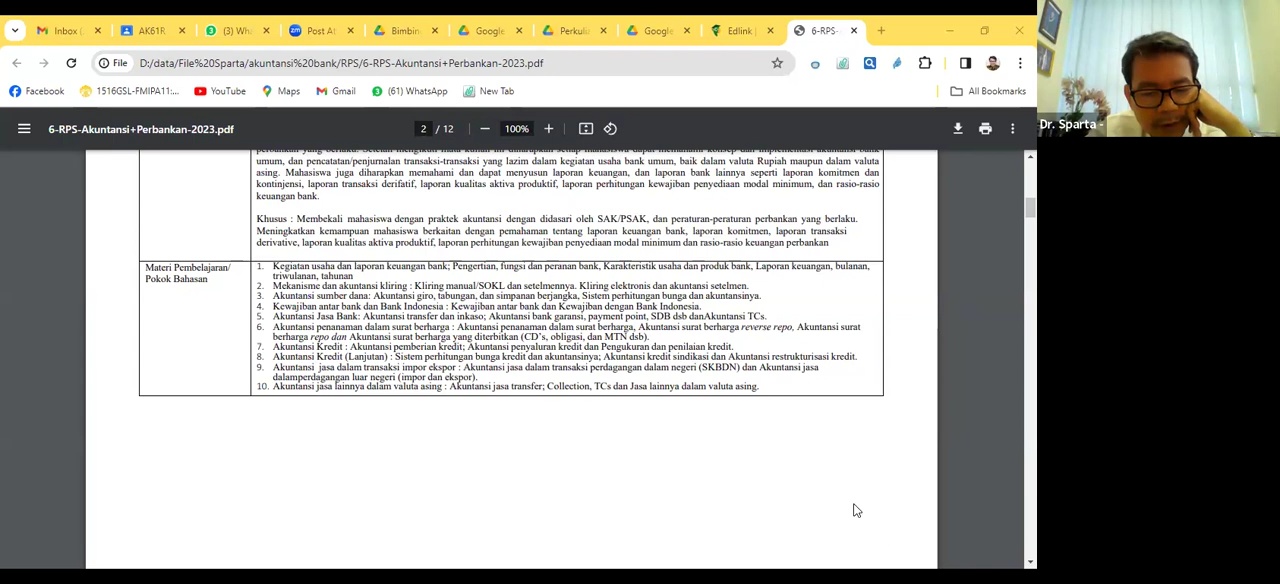 Inbox (
AK61R
(3) Wha
Post At
Bimbin
Google
Perkulia
Google
Edlink |
6-RPS-
File
D:/data/File%20Sparta/akuntansi%20bank/RPS/6-RPS-Akuntansi+Perbankan-2023.pdf
Facebook
1516GSL-FMIPA11:...
YouTube
Maps
Gmail
(61) WhatsApp
New Tab
All Bookmarks
6-RPS-Akuntansi+Perbankan-2023.pdf
2 / 12
100%
Dr. Sparta -
umum, dan pencatatan/penjurnalan transaksi-transaksi yang lazim dalam kegiatan usaha bank umum, baik dalam valuta Rupiah maupun dalam valuta
asing. Mahasiswa juga diharapkan memahami dan dapat menyusun laporan keuangan, dan laporan bank lainnya seperti laporan komitmen dan
kontinjensi, laporan transaksi derifatif, laporan kualitas aktiva produktif, laporan perhitungan kewajiban penyediaan modal minimum, dan rasio-rasio
keuangan bank.
Khusus : Membekali mahasiswa dengan praktek akuntansi dengan didasari oleh SAK/PSAK, dan peraturan-peraturan perbankan yang berlaku.
Meningkatkan kemampuan mahasiswa berkaitan dengan pemahaman tentang laporan keuangan bank, laporan komitmen, laporan transaksi
derivative, laporan kualitas aktiva produktif, laporan perhitungan kewajiban penyediaan modal minimum dan rasio-rasio keuangan perbankan
Materi Pembelajaran/
Pokok Bahasan
1. Kegiatan usaha dan laporan keuangan bank; Pengertian, fungsi dan peranan bank, Karakteristik usaha dan produk bank, Laporan keuangan, bulanan,
triwulanan, tahunan
2. Mekanisme dan akuntansi kliring : Kliring manual/SOKL dan setelmennya. Kliring elektronis dan akuntansi setelmen.
3. Akuntansi sumber dana: Akuntansi giro, tabungan, dan simpanan berjangka, Sistem perhitungan bunga dan akuntansinya.
4. Kewajiban antar bank dan Bank Indonesia : Kewajiban antar bank dan Kewajiban dengan Bank Indonesia.
5. Akuntansi Jasa Bank: Akuntansi transfer dan inkaso; Akuntansi bank garansi, payment point, SDB dsb danAkuntansi TCs.
6. Akuntansi penanaman dalam surat berharga : Akuntansi penanaman dalam surat berharga, Akuntansi surat berharga reverse repo, Akuntansi surat
berharga repo dan Akuntansi surat berharga yang diterbitkan (CD's, obligasi, dan MTN dsb).
7. Akuntansi Kredit : Akuntansi pemberian kredit; Akuntansi penyaluran kredit dan Pengukuran dan penilaian kredit.
8. Akuntansi Kredit (Lanjutan) : Sistem perhitungan bunga kredit dan akuntansinya; Akuntansi kredit sindikasi dan Akuntansi restrukturisasi kredit.
9. Akuntansi jasa dalam transaksi impor ekspor : Akuntansi jasa dalam transaksi perdagangan dalam negeri (SKBDN) dan Akuntansi jasa
dalamperdagangan luar negeri (impor dan ekspor).
10. Akuntansi jasa lainnya dalam valuta asing : Akuntansi jasa transfer; Collection, TCs dan Jasa lainnya dalam valuta asing.